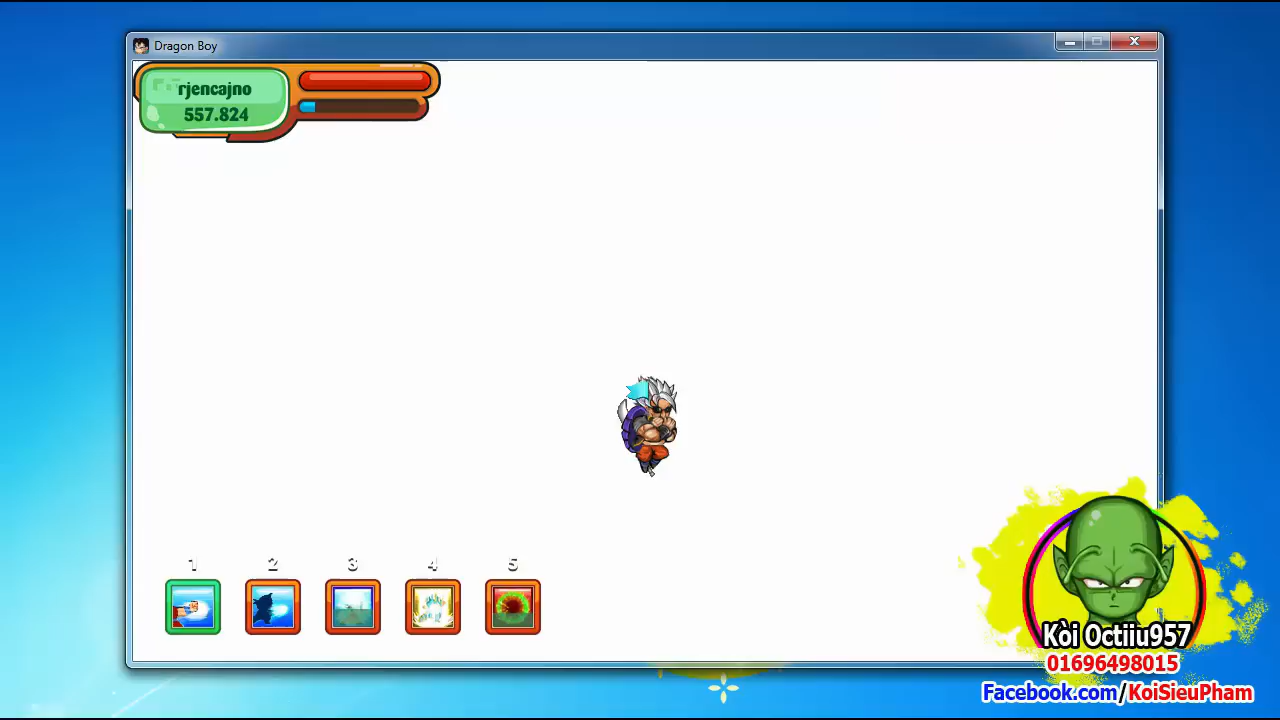 Dragon Boy
rjencajno
557.824
1 2 3 4 5
Kòi Octiiu957
01696498015
Facebook.com/KoiSieuPham